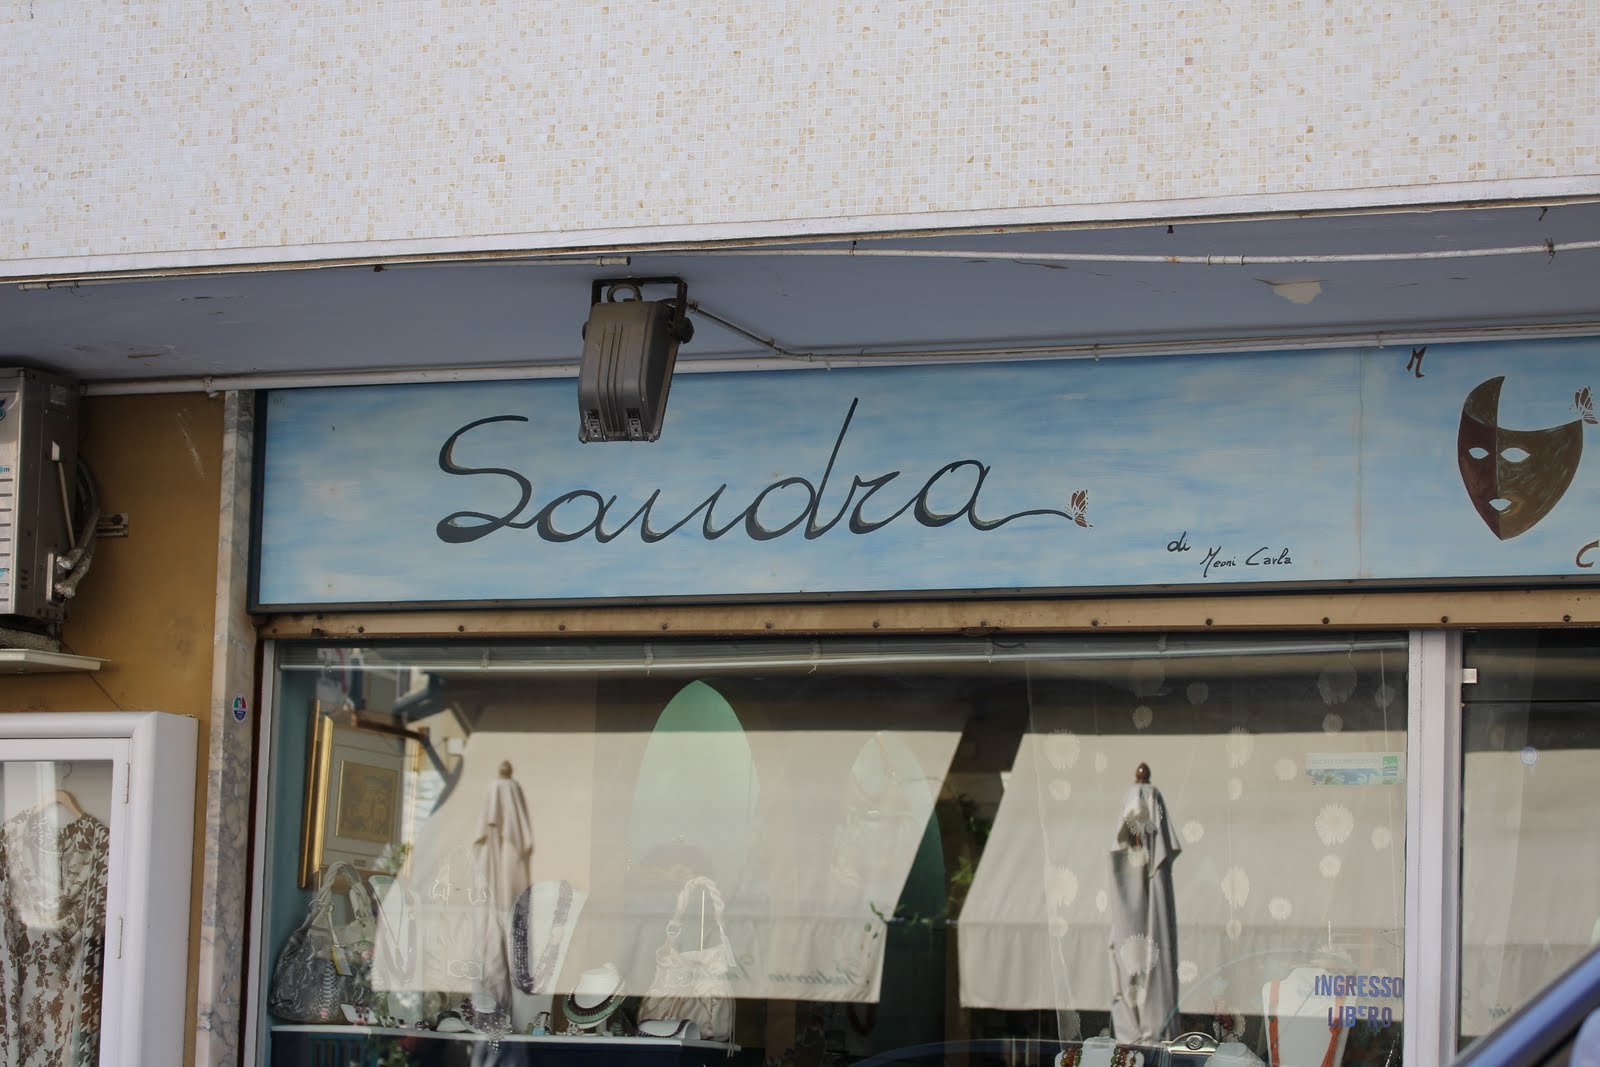 Sandra
di Meoni Carla
M
C
INGRESSO
LIBERO